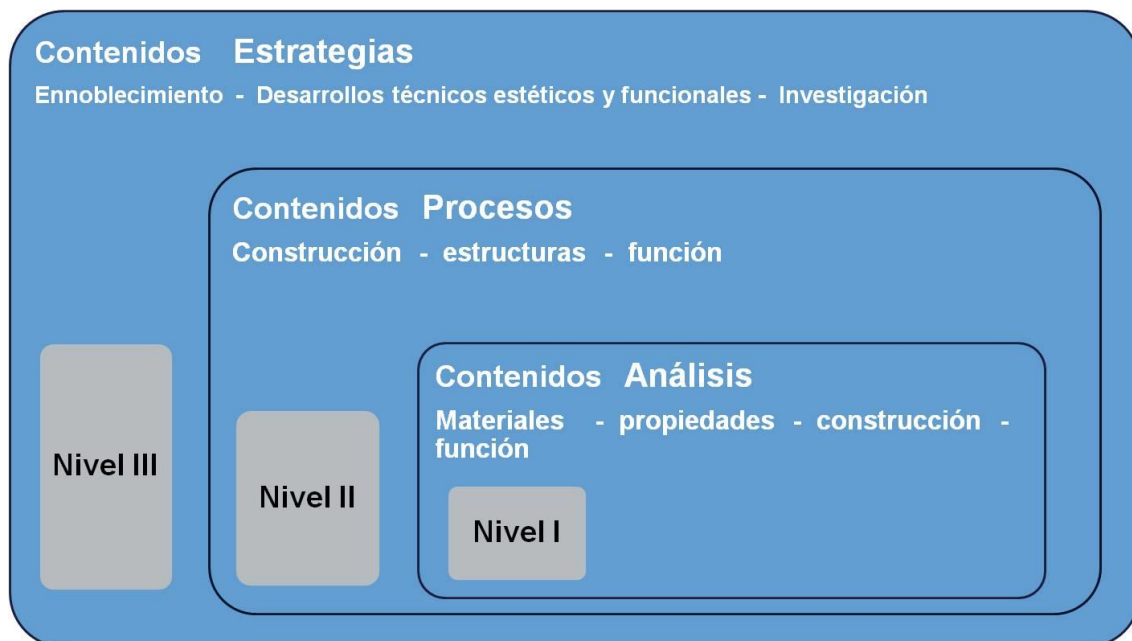 Contenidos Estrategias
Ennoblecimiento - Desarrollos técnicos estéticos y funcionales - Investigación
Contenidos Procesos
Construcción - estructuras - función
Contenidos Análisis
Materiales - propiedades - construcción -
función
Nivel III
Nivel II
Nivel I